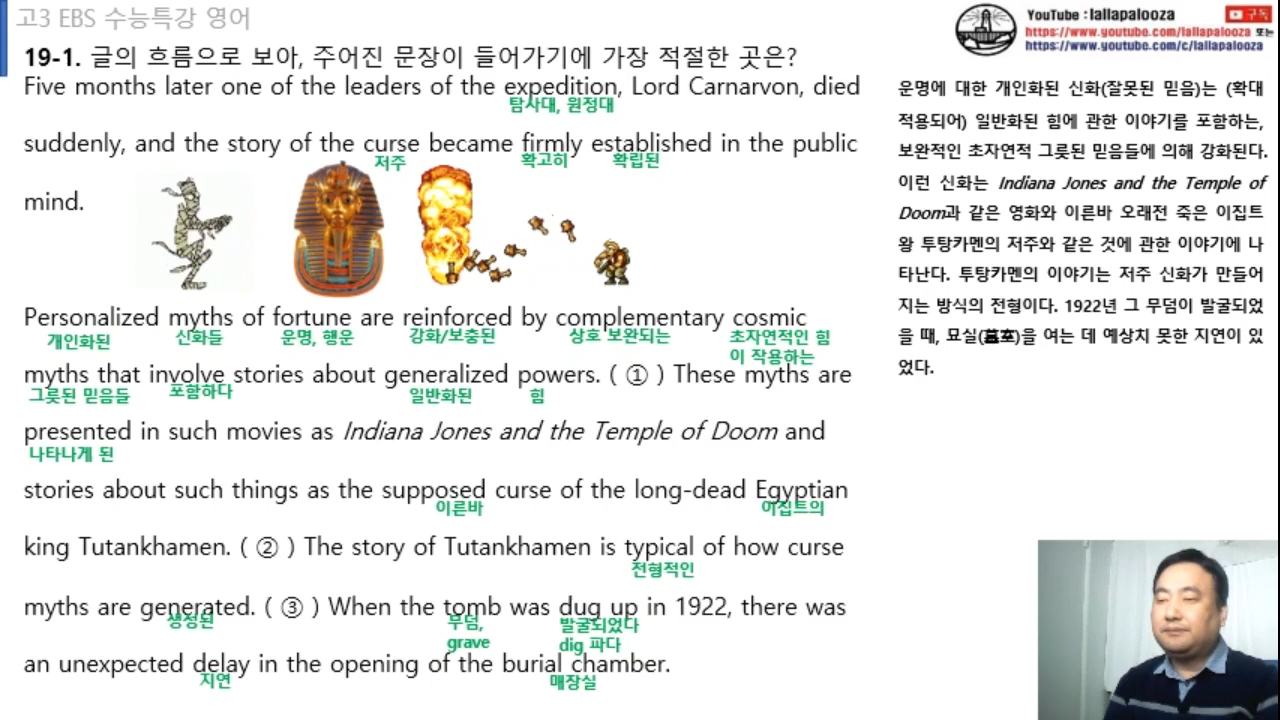 고3 EBS 수능특강 영어
YouTube : lallapalooza
구독
https://www.youtube.com/lallapalooza 또는
https://www.youtube.com/c/lallapalooza
19-1. 글의 흐름으로 보아, 주어진 문장이 들어가기에 가장 적절한 곳은?
Five months later one of the leaders of the expedition, Lord Carnarvon, died
탐사대, 원정대
suddenly, and the story of the curse became firmly established in the public
저주 확고히 확립된
mind.
Personalized myths of fortune are reinforced by complementary cosmic
개인화된 신화들 운명, 행운 강화/보충된 상호 보완되는 초자연적인 힘
이 작용하는
myths that involve stories about generalized powers. ( ① ) These myths are
그릇된 믿음들 포함하다 일반화된 힘
presented in such movies as Indiana Jones and the Temple of Doom and
나타나게 된
stories about such things as the supposed curse of the long-dead Egyptian
이른바 이집트의
king Tutankhamen. ( ② ) The story of Tutankhamen is typical of how curse
전형적인
myths are generated. ( ③ ) When the tomb was dug up in 1922, there was
생성된 무덤, 발굴되었다
grave dig 파다
an unexpected delay in the opening of the burial chamber.
지연 매장실
운명에 대한 개인화된 신화(잘못된 믿음)는 (확대
적용되어) 일반화된 힘에 관한 이야기를 포함하는,
보완적인 초자연적 그릇된 믿음들에 의해 강화된다.
이런 신화는 Indiana Jones and the Temple of
Doom과 같은 영화와 이른바 오래전 죽은 이집트
왕 투탕카멘의 저주와 같은 것에 관한 이야기에 나
타난다. 투탕카멘의 이야기는 저주 신화가 만들어
지는 방식의 전형이다. 1922년 그 무덤이 발굴되었
을 때, 묘실(墓室)을 여는 데 예상치 못한 지연이 있
었다.